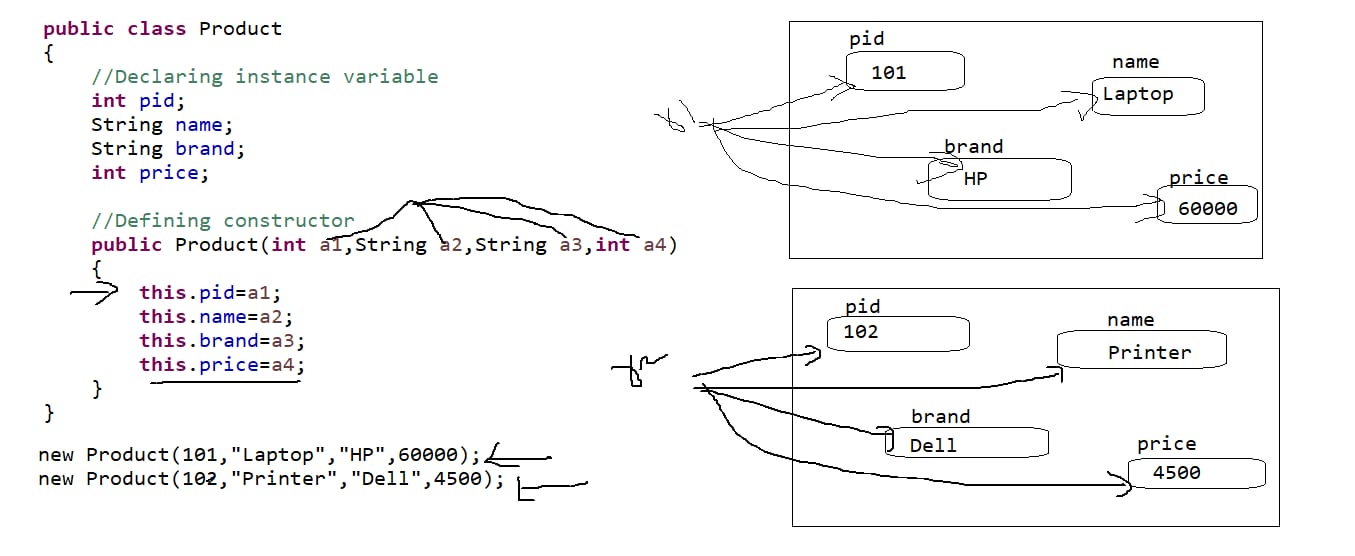 public class Product
{
//Declaring instance variable
int pid;
String name;
String brand;
int price;
//Defining constructor
public Product(int a1,String a2,String a3,int a4)
{
this.pid=a1;
this.name=a2;
this.brand=a3;
this.price=a4;
}
}
new Product(101,"Laptop","HP",60000);
new Product(102,"Printer","Dell",4500);
pid
101
name
Laptop
brand
HP
price
60000
pid
102
name
Printer
brand
Dell
price
4500